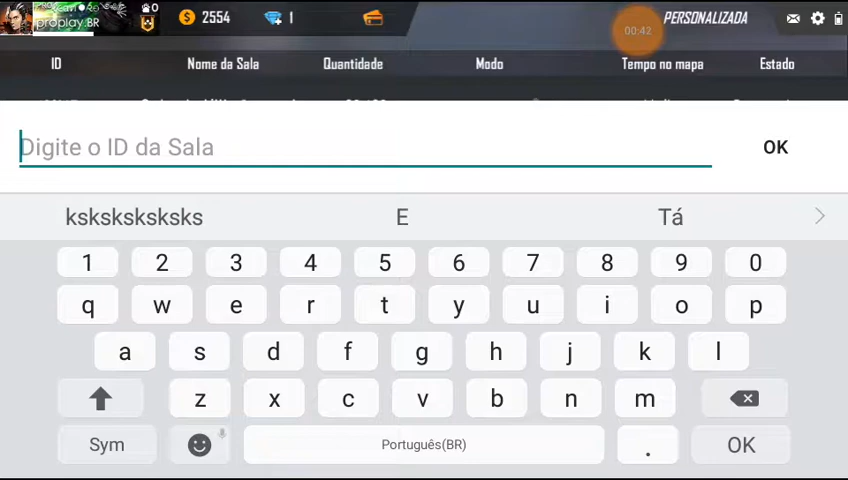 proplay.BR
0
2554
1
00:42
PERSONALIZADA
ID Nome da Sala Quantidade Modo Tempo no mapa Estado
Digite o ID da Sala OK
ksksksksksks E Tá
1 2 3 4 5 6 7 8 9 0
q w e r t y u i o p
a s d f g h j k l
z x c v b n m
Sym Português(BR) . OK